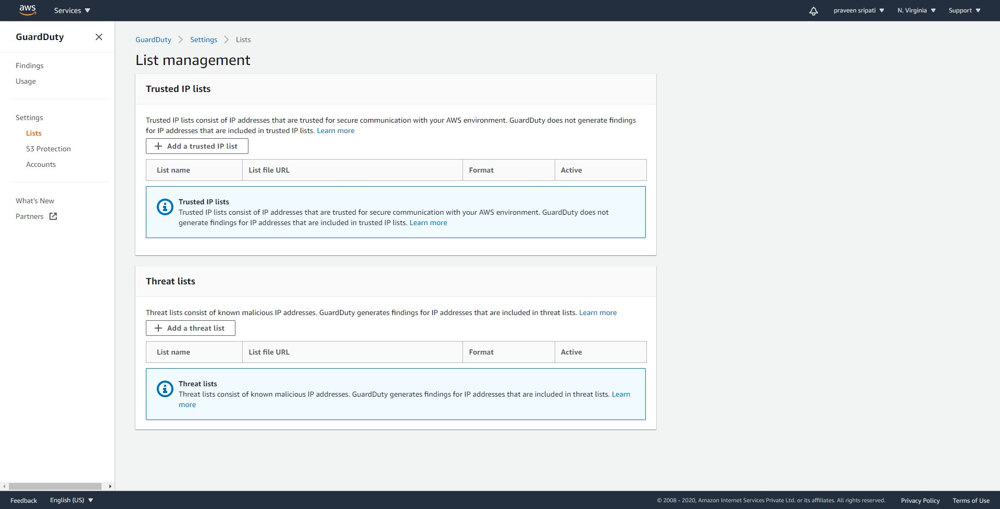 aws
Services
praveen sripati
N. Virginia
Support
GuardDuty
Findings
Usage
Settings
Lists
S3 Protection
Accounts
What's New
Partners
GuardDuty
Settings
Lists
List management
Trusted IP lists
Trusted IP lists consist of IP addresses that are trusted for secure communication with your AWS environment. GuardDuty does not generate findings
for IP addresses that are included in trusted IP lists. Learn more
Add a trusted IP list
List name
List file URL
Format
Active
Trusted IP lists
Trusted IP lists consist of IP addresses that are trusted for secure communication with your AWS environment. GuardDuty does not
generate findings for IP addresses that are included in trusted IP lists. Learn more
Threat lists
Threat lists consist of known malicious IP addresses. GuardDuty generates findings for IP addresses that are included in threat lists. Learn more
Add a threat list
List name
List file URL
Format
Active
Threat lists
Threat lists consist of known malicious IP addresses. GuardDuty generates findings for IP addresses that are included in threat lists. Learn
more
Feedback
English (US)
© 2008 - 2020, Amazon Internet Services Private Ltd. or its affiliates. All rights reserved.
Privacy Policy
Terms of Use